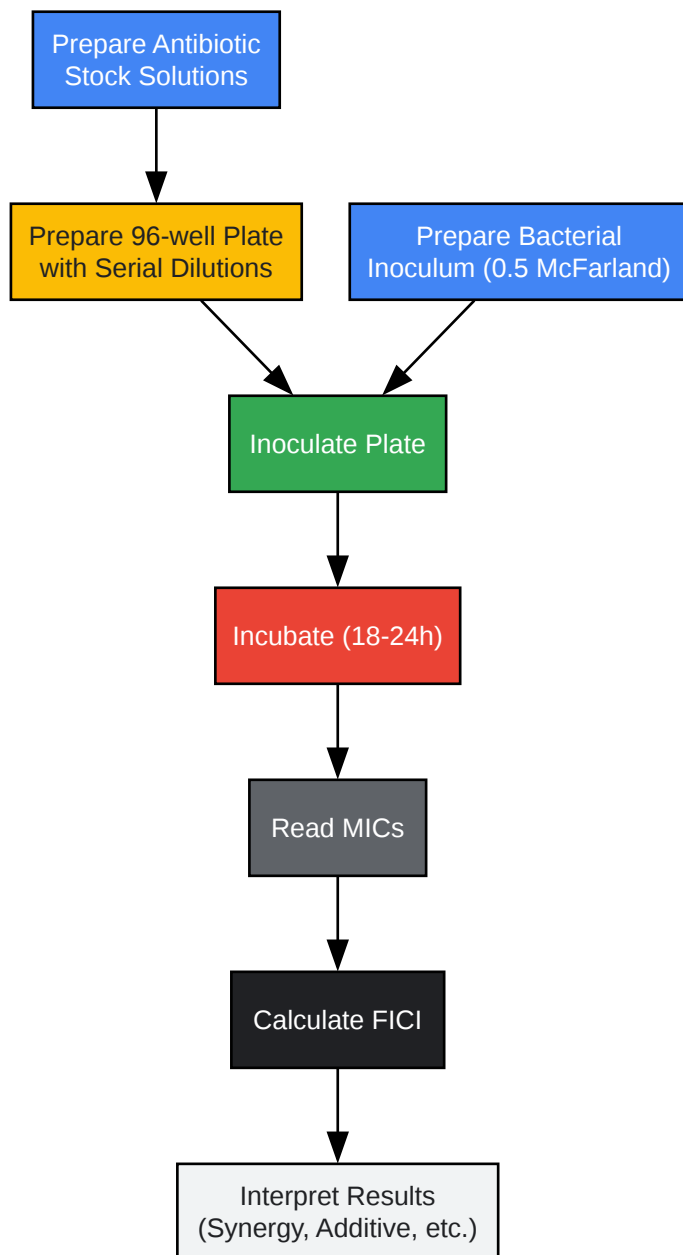 Prepare Antibiotic
Stock Solutions
Prepare 96-well Plate
with Serial Dilutions
Prepare Bacterial
Inoculum (0.5 McFarland)
Inoculate Plate
Incubate (18-24h)
Read MICs
Calculate FICI
Interpret Results
(Synergy, Additive, etc.)